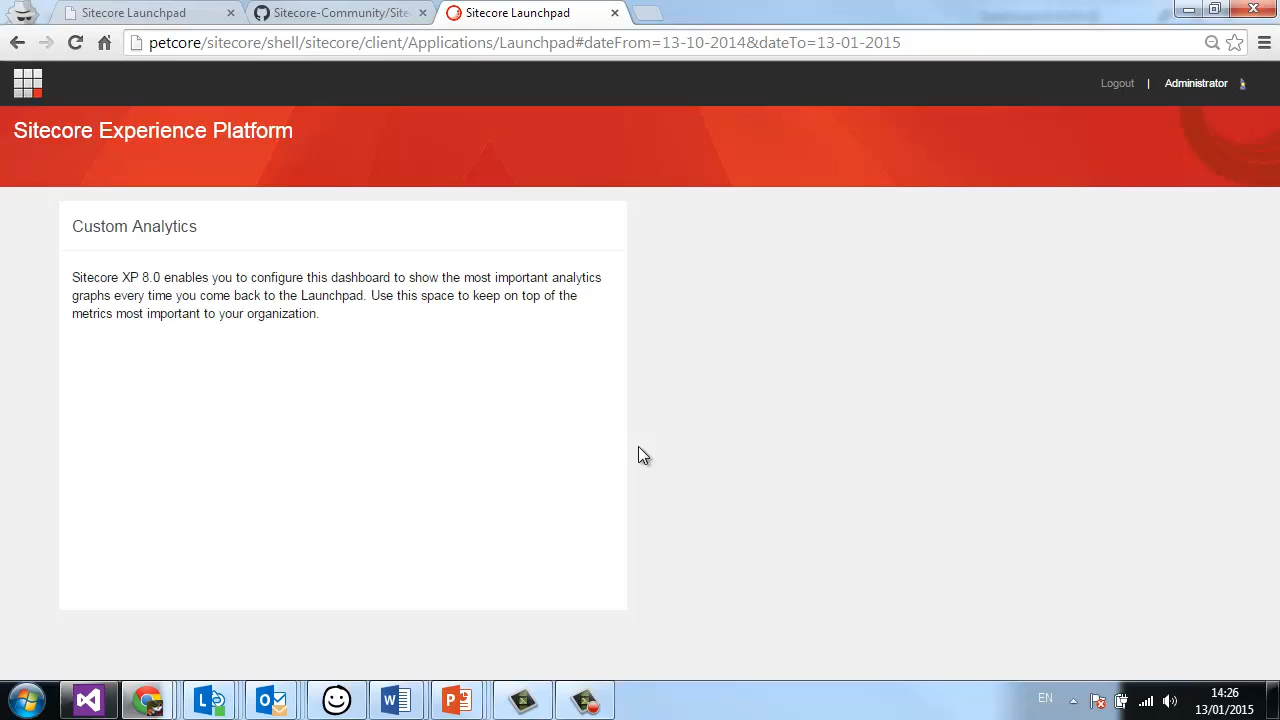 Sitecore Launchpad
Sitecore-Community/Site
Sitecore Launchpad
petcore/sitecore/shell/sitecore/client/Applications/Launchpad#dateFrom=13-10-2014&dateTo=13-01-2015
Logout | Administrator
Sitecore Experience Platform
Custom Analytics
Sitecore XP 8.0 enables you to configure this dashboard to show the most important analytics
graphs every time you come back to the Launchpad. Use this space to keep on top of the
metrics most important to your organization.
EN
14:26
13/01/2015